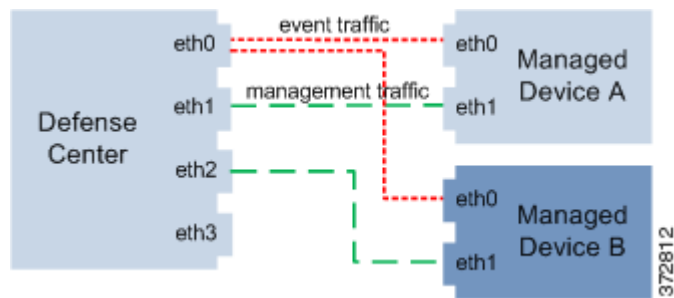 event traffic
eth0
eth0
Managed
Device A
eth1
management traffic
eth1
Defense
Center
eth2
eth0
Managed
Device B
eth3
eth1
372812